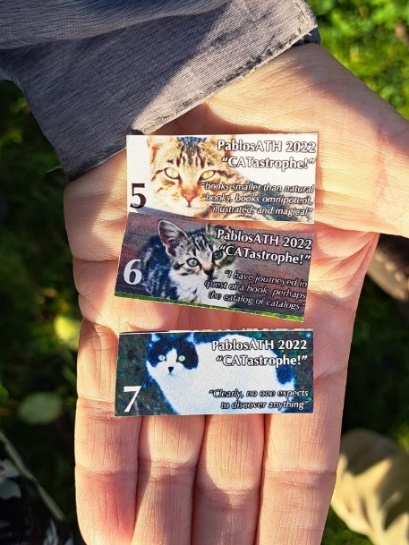 PablosATH 2022
"CATastrophe!"
"books smaller than natural
books, books omnipotent,
illustrated, and magical"
5
PablosATH 2022
"CATastrophe!"
"I have journeyed in
quest of a book, perhaps
the catalog of catalogs"
6
PablosATH 2022
"CATastrophe!"
"Clearly, no one expects
to discover anything"
7